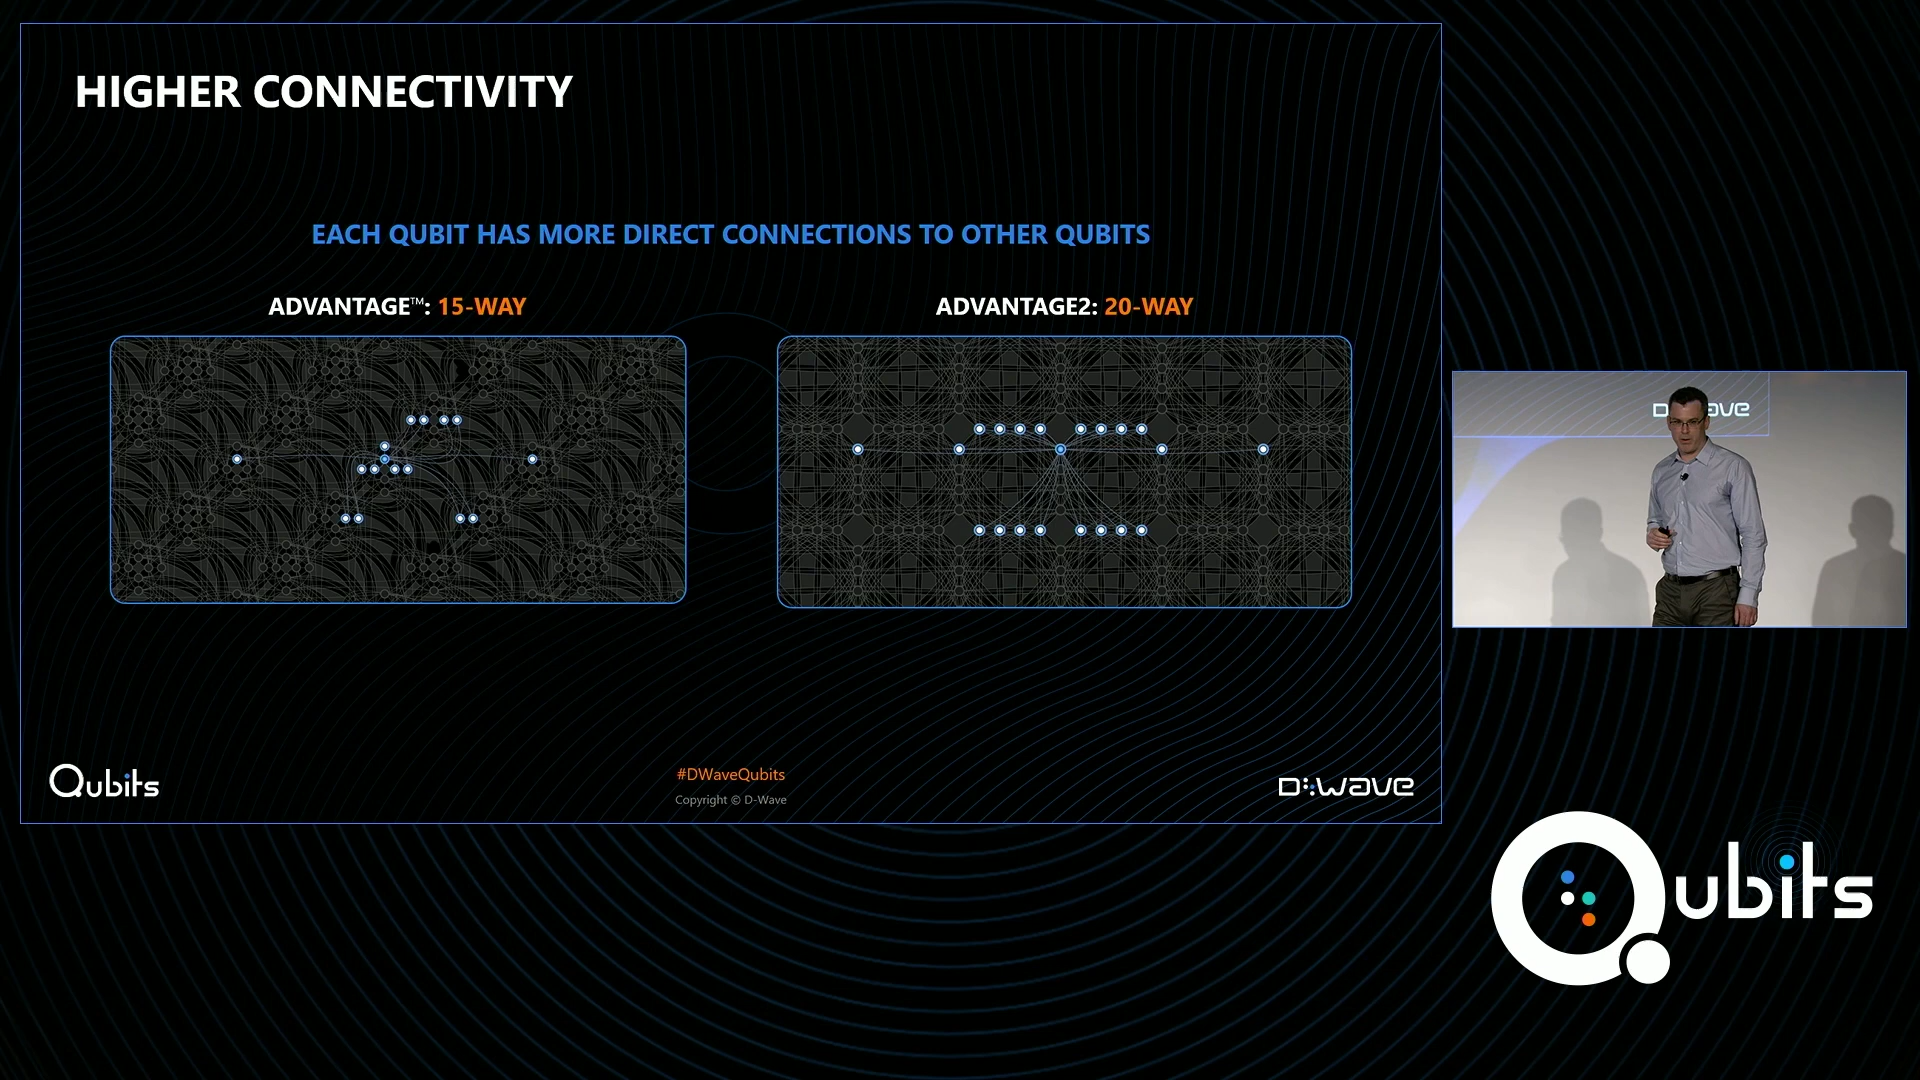 HIGHER CONNECTIVITY
EACH QUBIT HAS MORE DIRECT CONNECTIONS TO OTHER QUBITS
ADVANTAGE™: 15-WAY
ADVANTAGE2: 20-WAY
Qubits
#DWaveQubits
Copyright © D-Wave
D:WAVE
Qubits